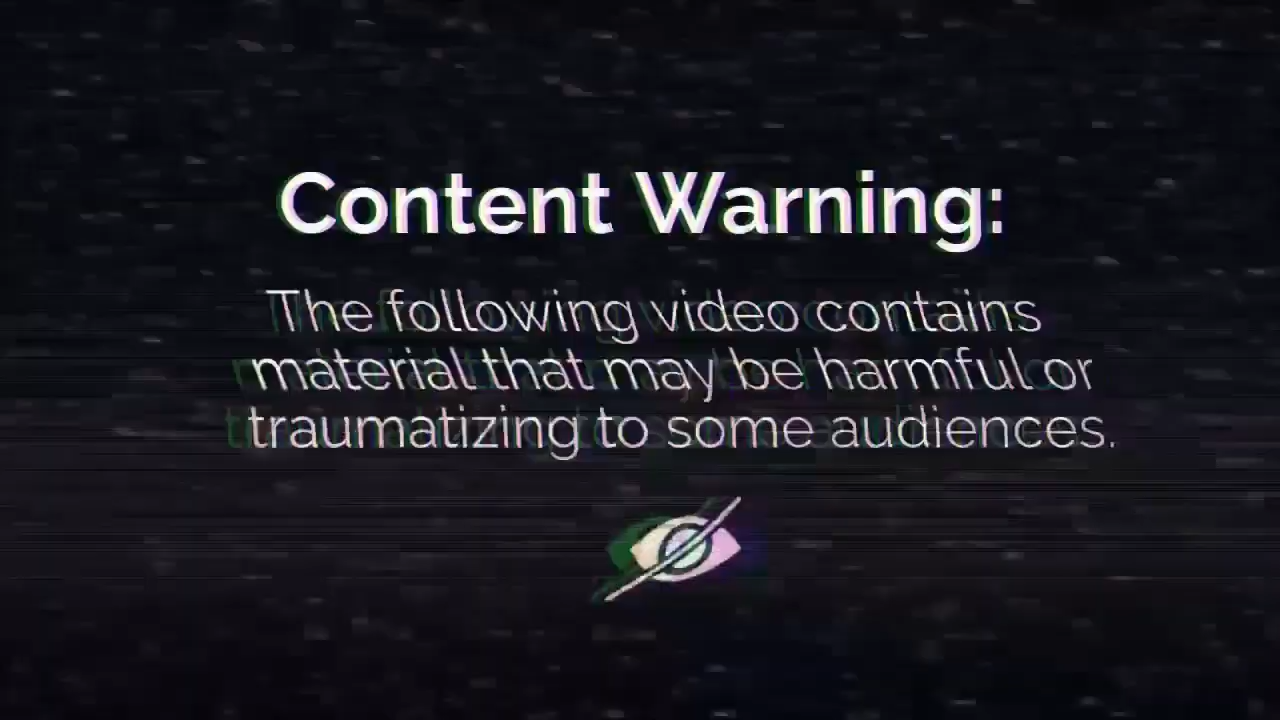 Content Warning:
The following video contains
material that may be harmful or
traumatizing to some audiences.